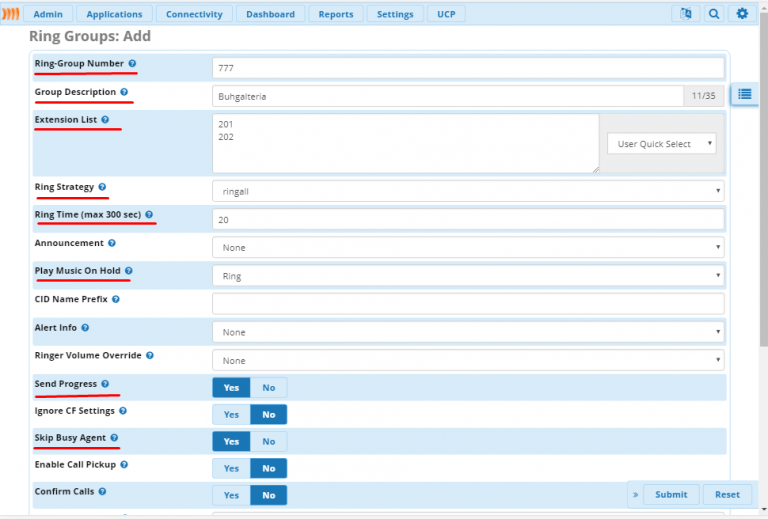 Admin Applications Connectivity Dashboard Reports Settings UCP
Ring Groups: Add
Ring-Group Number 777
Group Description Buhgalteria 11/35
Extension List 201
202
User Quick Select
Ring Strategy ringall
Ring Time (max 300 sec) 20
Announcement None
Play Music On Hold Ring
CID Name Prefix
Alert Info None
Ringer Volume Override None
Send Progress Yes No
Ignore CF Settings Yes No
Skip Busy Agent Yes No
Enable Call Pickup Yes No
Confirm Calls Yes No
» Submit Reset